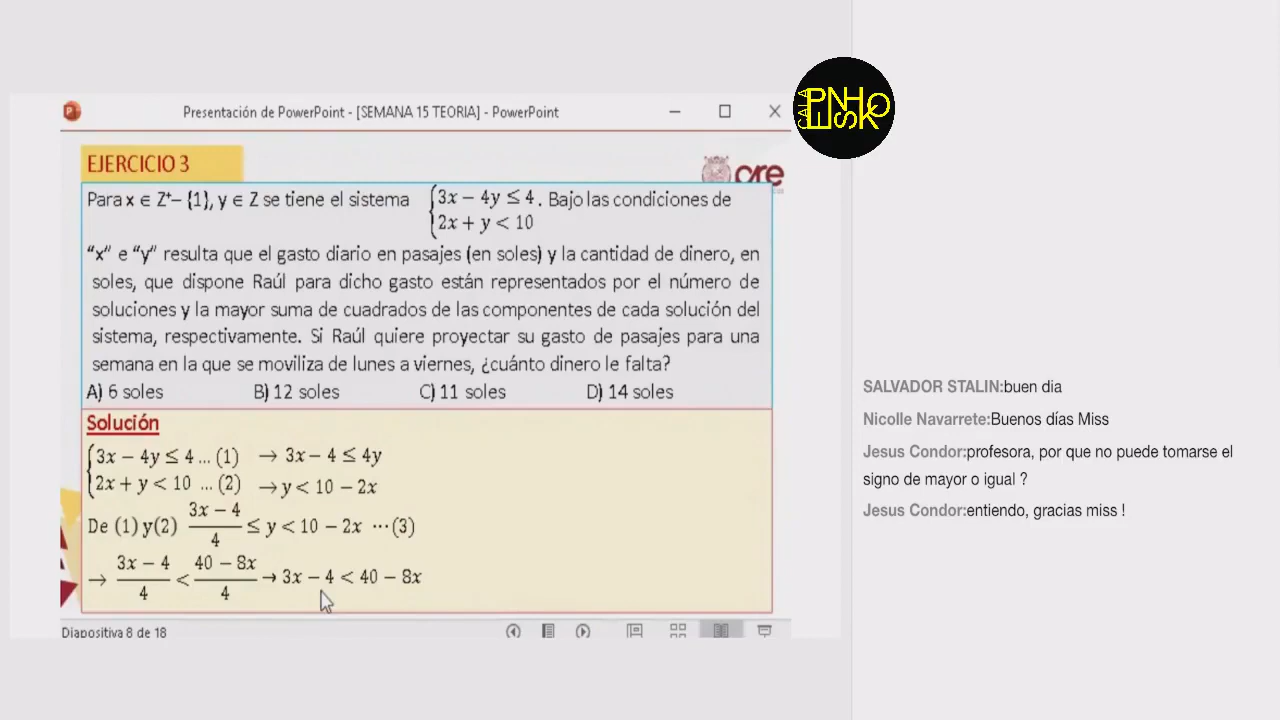 Presentación de PowerPoint - [SEMANA 15 TEORIA] - PowerPoint
CALA
PNHO
ESK
EJERCICIO 3
cre
Para x ∈ Z⁺– {1}, y ∈ Z se tiene el sistema {3x − 4y ≤ 4 . Bajo las condiciones de
2x + y < 10
“x” e “y” resulta que el gasto diario en pasajes (en soles) y la cantidad de dinero, en
soles, que dispone Raúl para dicho gasto están representados por el número de
soluciones y la mayor suma de cuadrados de las componentes de cada solución del
sistema, respectivamente. Si Raúl quiere proyectar su gasto de pasajes para una
semana en la que se moviliza de lunes a viernes, ¿cuánto dinero le falta?
A) 6 soles B) 12 soles C) 11 soles D) 14 soles
Solución
{3x − 4y ≤ 4 … (1) → 3x − 4 ≤ 4y
2x + y < 10 … (2) → y < 10 − 2x
De (1) y(2) (3x − 4)/4 ≤ y < 10 − 2x ⋯(3)
→ (3x − 4)/4 < (40 − 8x)/4 → 3x − 4 < 40 − 8x
Diapositiva 8 de 18
SALVADOR STALIN:buen dia
Nicolle Navarrete:Buenos días Miss
Jesus Condor:profesora, por que no puede tomarse el
signo de mayor o igual ?
Jesus Condor:entiendo, gracias miss !